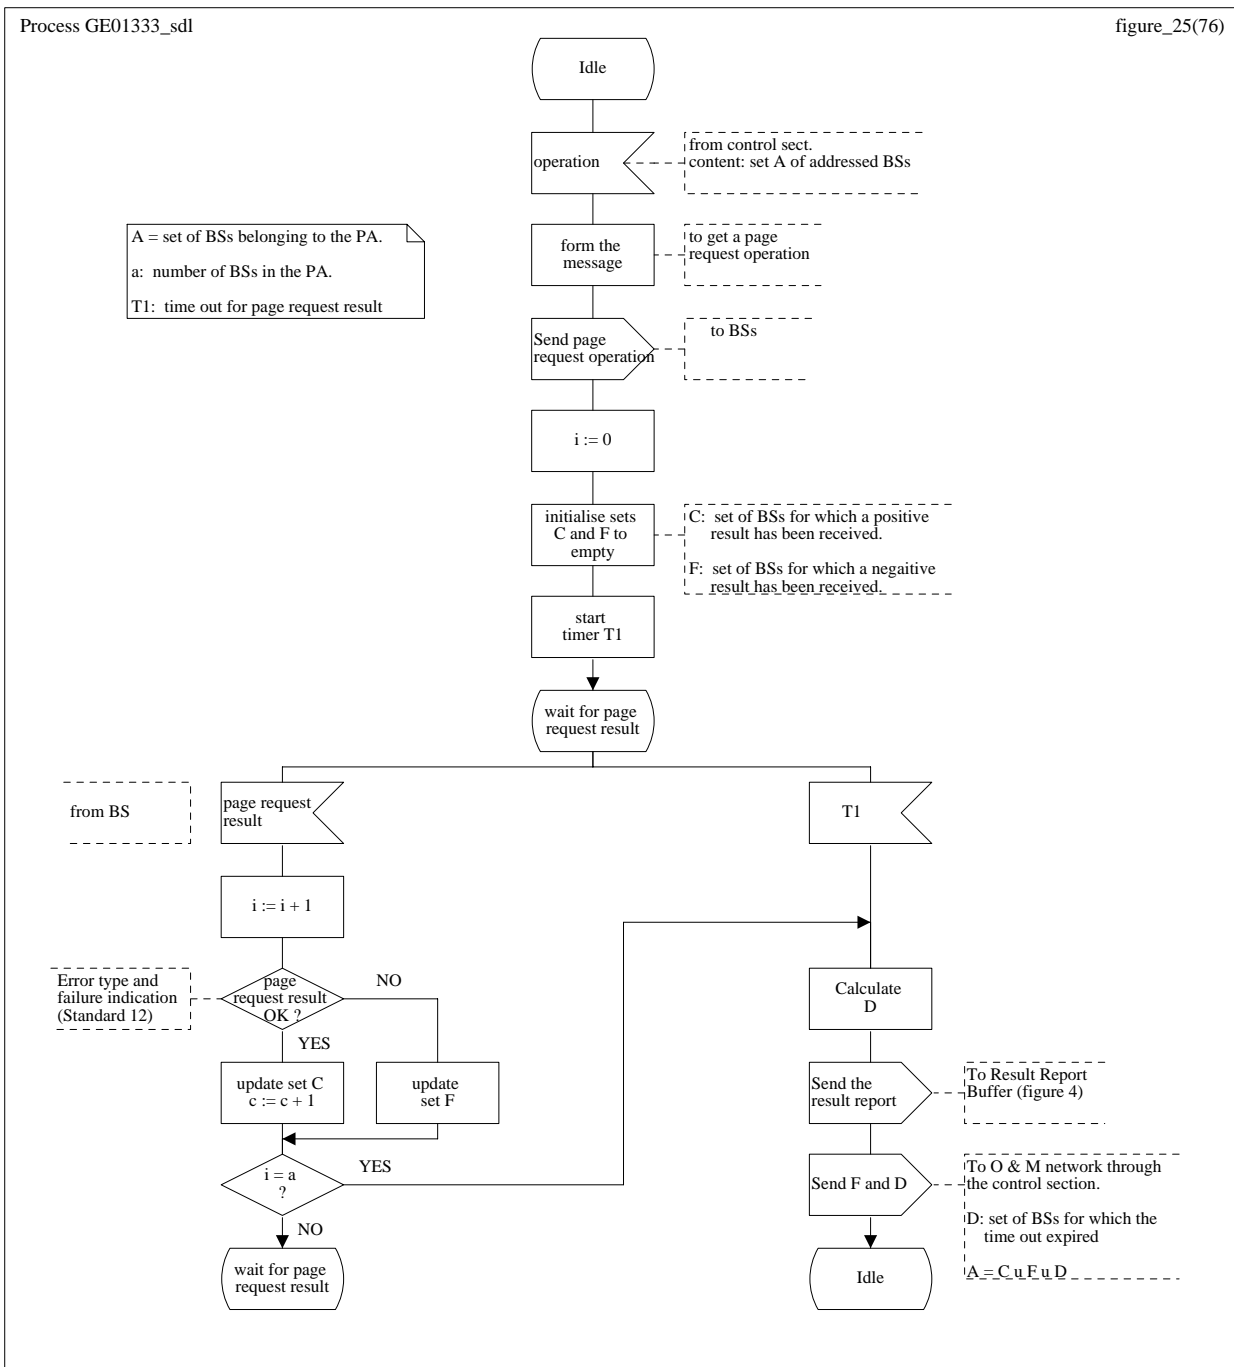 Process GE01333_sdl
figure_25(76)
Idle
operation
from control sect.
content: set A of addressed BSs
A = set of BSs belonging to the PA.
a: number of BSs in the PA.
T1: time out for page request result
form the
message
to get a page
request operation
Send page
request operation
to BSs
i := 0
initialise sets
C and F to
empty
C: set of BSs for which a positive
result has been received.
F: set of BSs for which a negaitive
result has been received.
start
timer T1
wait for page
request result
from BS
page request
result
T1
i := i + 1
Error type and
failure indication
(Standard 12)
page
request result
OK ?
NO
YES
Calculate
D
update set C
c := c + 1
update
set F
Send the
result report
To Result Report
Buffer (figure 4)
i = a
?
YES
NO
Send F and D
To O & M network through
the control section.
D: set of BSs for which the
time out expired
A = C u F u D
wait for page
request result
Idle